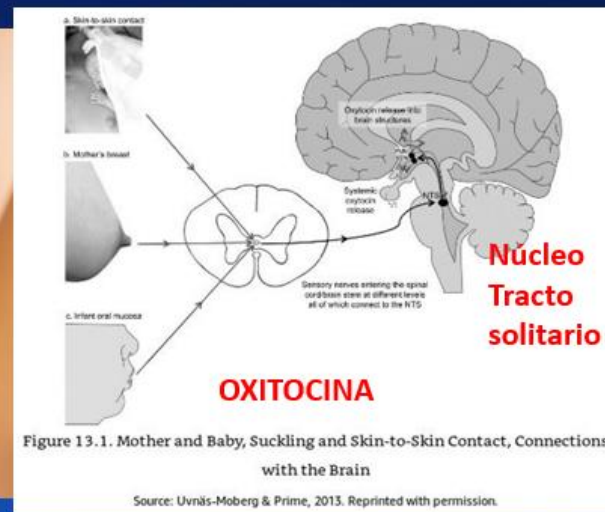 a. Skin-to-skin contact
Oxytocin release into
brain structures
b. Mother's breast
Systemic
oxytocin
release
NTS
Sensory nerves entering the spinal
cord/brain stem at different levels
all of which connect to the NTS
c. Infant oral mucosa
Núcleo
Tracto
solitario
OXITOCINA
Figure 13.1. Mother and Baby, Suckling and Skin-to-Skin Contact, Connections
with the Brain
Source: Uvnäs-Moberg & Prime, 2013. Reprinted with permission.